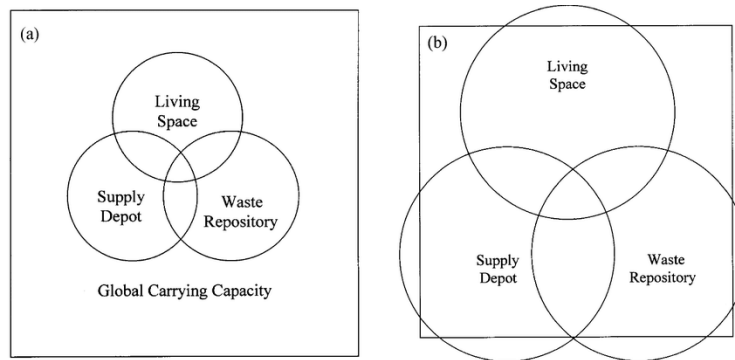 (a)
Living
Space
Supply
Depot
Waste
Repository
Global Carrying Capacity
(b)
Living
Space
Supply
Depot
Waste
Repository